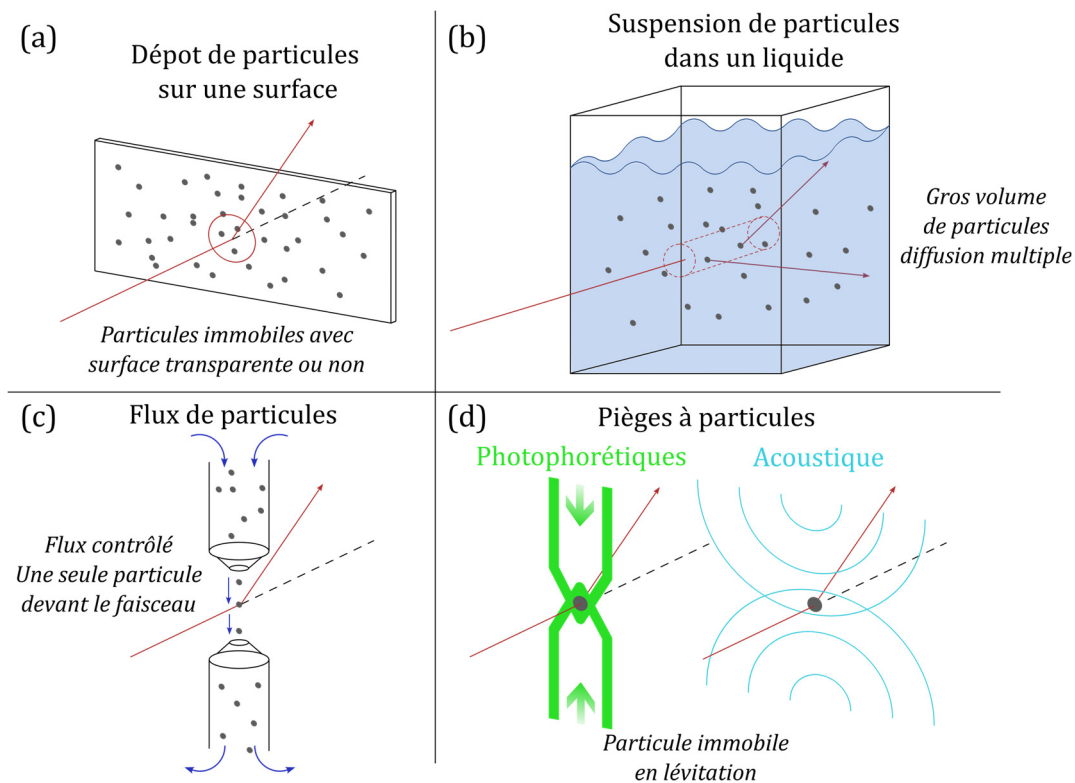 (a)
Dépot de particules
sur une surface
Particules immobiles avec
surface transparente ou non
(b)
Suspension de particules
dans un liquide
Gros volume
de particules
diffusion multiple
(c)
Flux de particules
Flux contrôlé
Une seule particule
devant le faisceau
(d)
Pièges à particules
Photophorétiques
Acoustique
Particule immobile
en lévitation